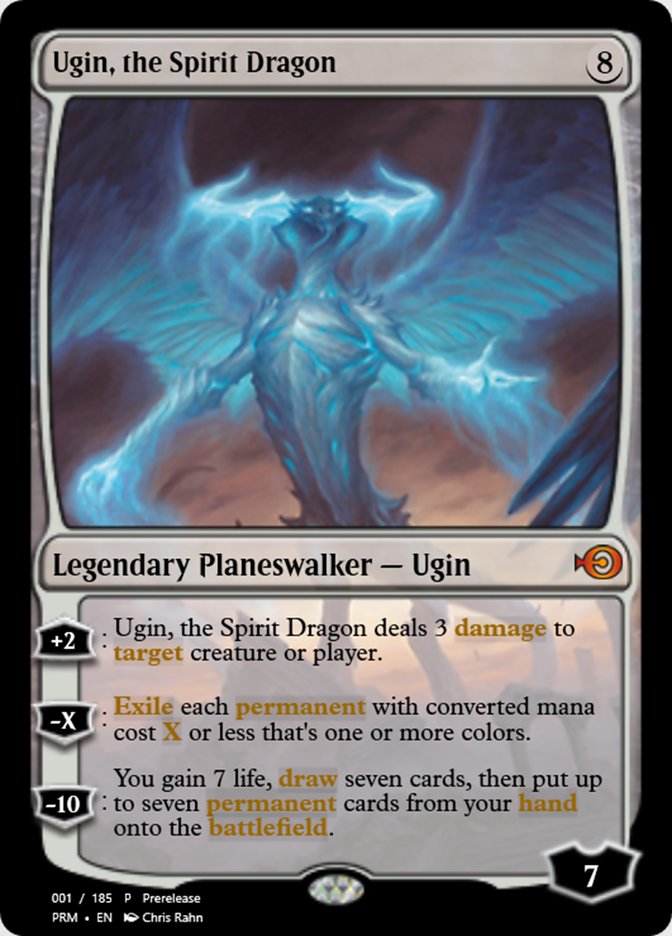 Ugin, the Spirit Dragon 8
Legendary Planeswalker — Ugin
+2 : Ugin, the Spirit Dragon deals 3 damage to
target creature or player.
−X : Exile each permanent with converted mana
cost X or less that's one or more colors.
−10 : You gain 7 life, draw seven cards, then put up
to seven permanent cards from your hand
onto the battlefield.
7
001 / 185 P Prerelease
PRM • EN Chris Rahn